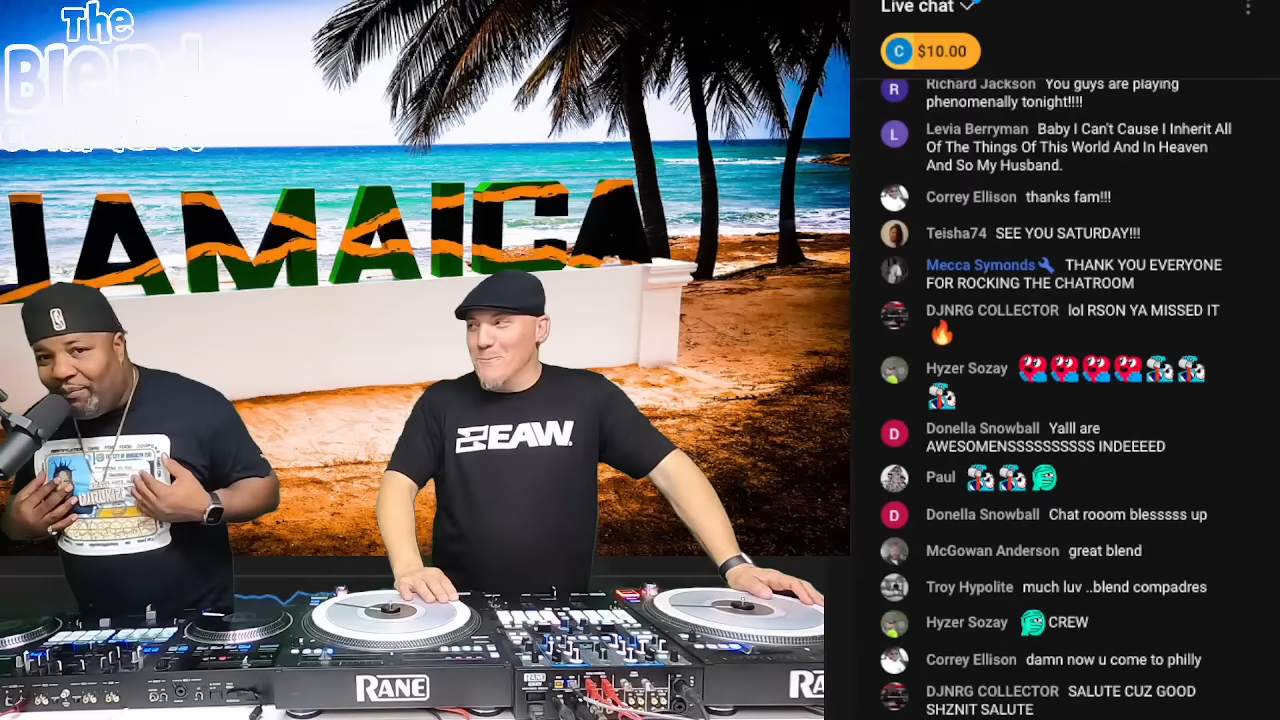 The
Blend
JAMAICA
EAW.
RANE
RANE
RA
Live chat
C $10.00
R Richard Jackson You guys are playing
phenomenally tonight!!!!
L Levia Berryman Baby I Can't Cause I Inherit All
Of The Things Of This World And In Heaven
And So My Husband.
Correy Ellison thanks fam!!!
Teisha74 SEE YOU SATURDAY!!!
Mecca Symonds THANK YOU EVERYONE
FOR ROCKING THE CHATROOM
DJNRG COLLECTOR lol RSON YA MISSED IT
Hyzer Sozay
D Donella Snowball Yalll are
AWESOMENSSSSSSSSSS INDEEEED
Paul
D Donella Snowball Chat rooom blesssss up
McGowan Anderson great blend
Troy Hypolite much luv ..blend compadres
Hyzer Sozay CREW
Correy Ellison damn now u come to philly
DJNRG COLLECTOR SALUTE CUZ GOOD
SHZNIT SALUTE